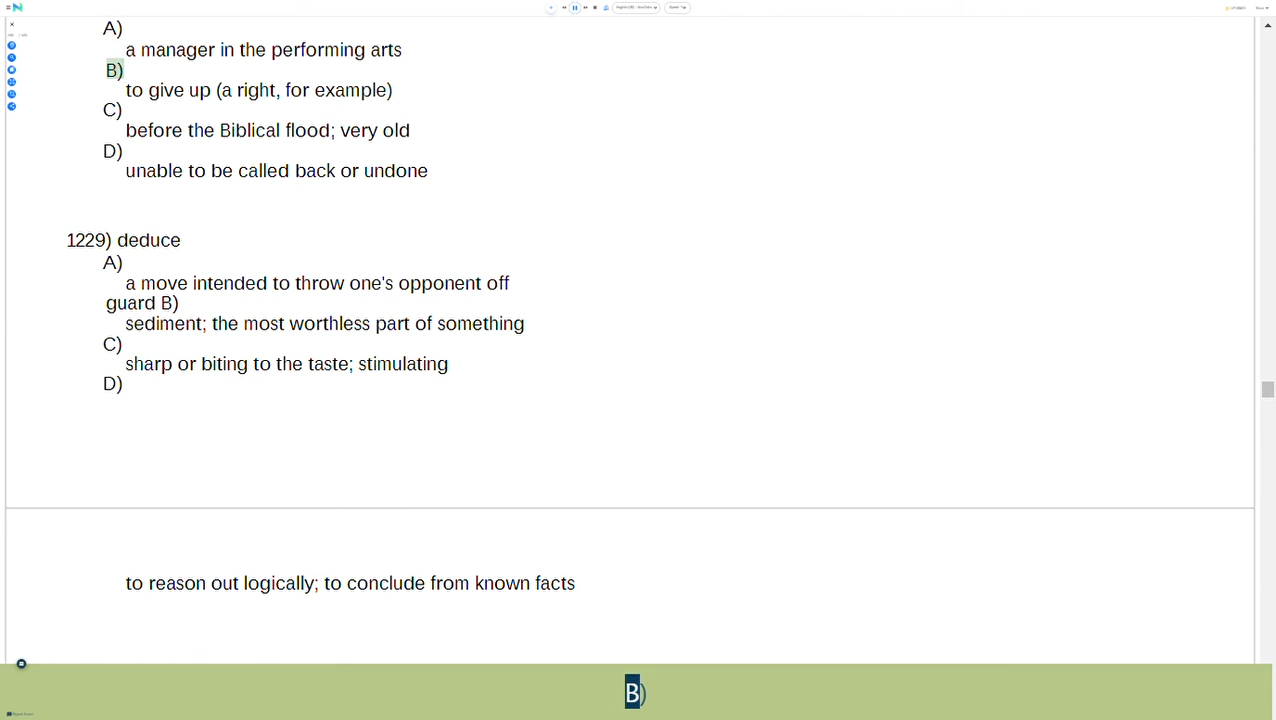 A)
a manager in the performing arts
B)
to give up (a right, for example)
C)
before the Biblical flood; very old
D)
unable to be called back or undone
1229) deduce
A)
a move intended to throw one's opponent off
guard B)
sediment; the most worthless part of something
C)
sharp or biting to the taste; stimulating
D)
to reason out logically; to conclude from known facts
B)